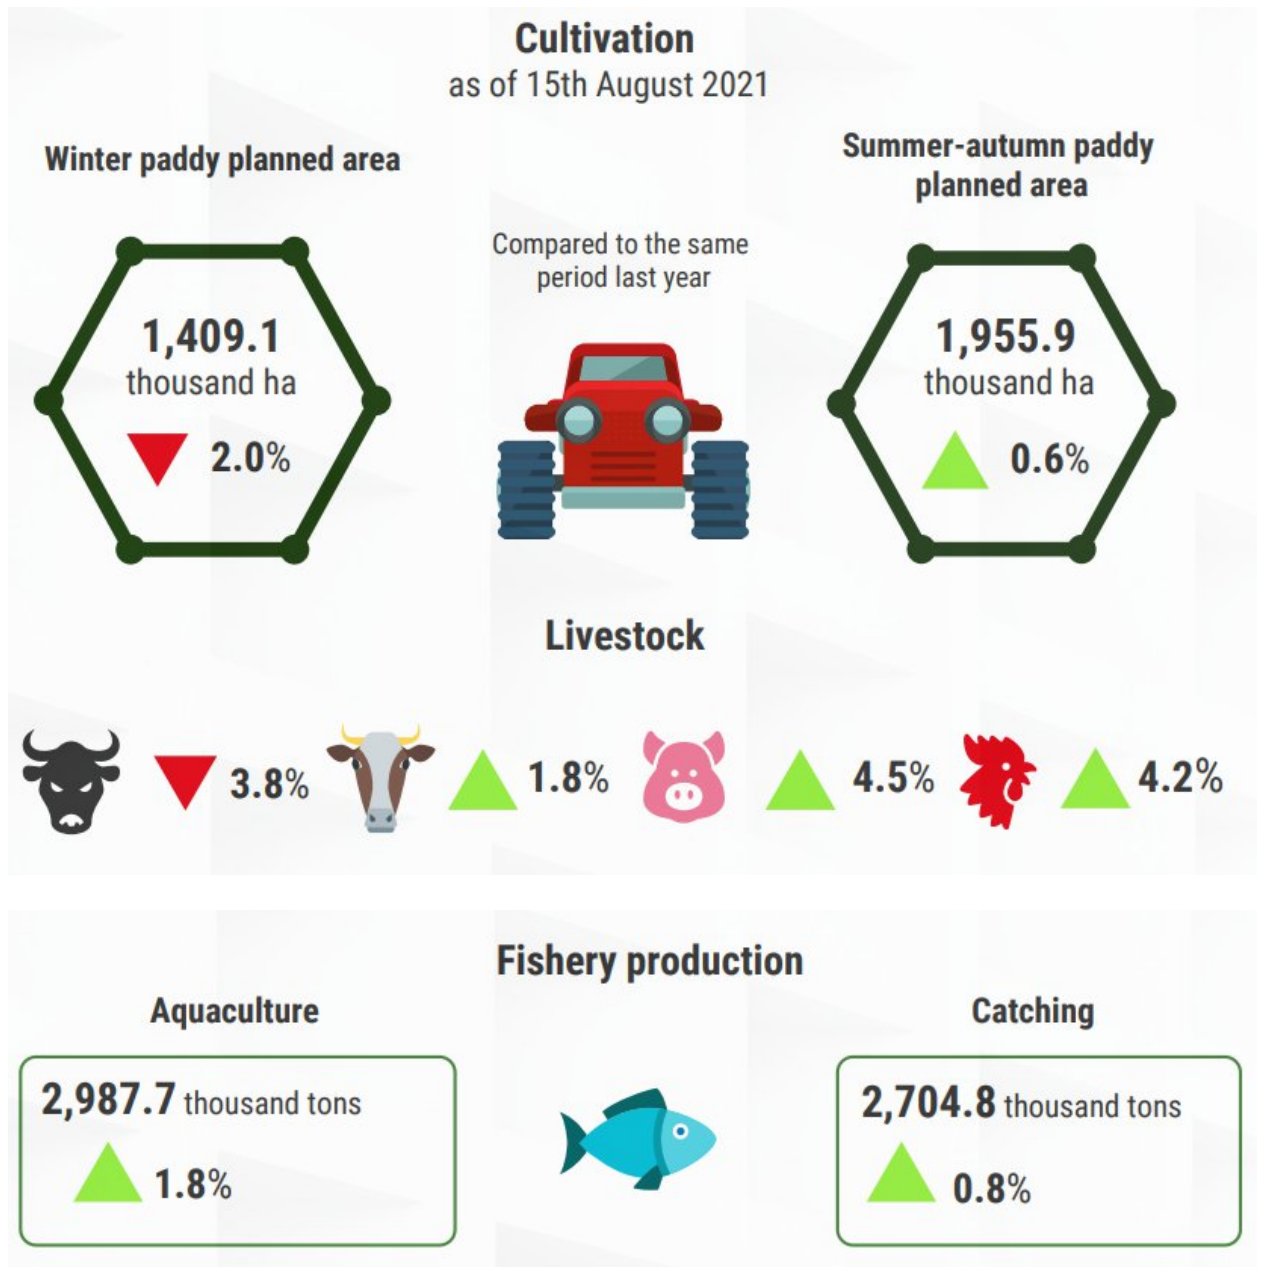 Cultivation
as of 15th August 2021
Winter paddy planned area
Summer-autumn paddy
planned area
Compared to the same
period last year
1,409.1
thousand ha
2.0%
1,955.9
thousand ha
0.6%
Livestock
3.8%
1.8%
4.5%
4.2%
Fishery production
Aquaculture
Catching
2,987.7 thousand tons
1.8%
2,704.8 thousand tons
0.8%